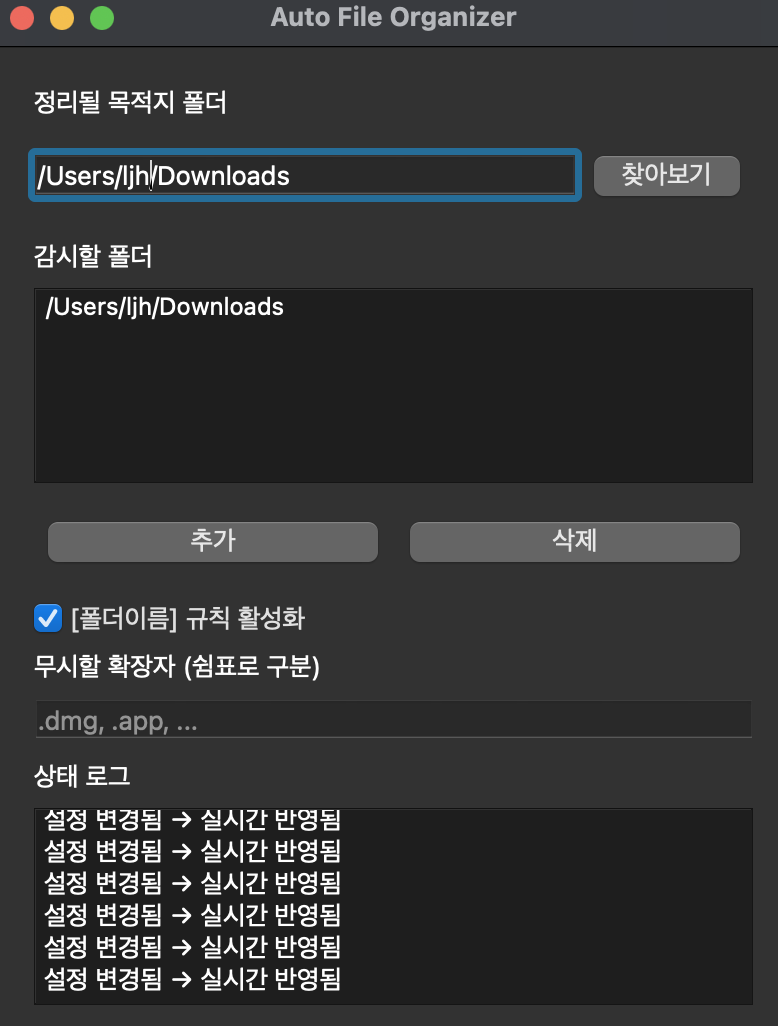 Auto File Organizer
정리될 목적지 폴더
/Users/ljh/Downloads
찾아보기
감시할 폴더
/Users/ljh/Downloads
추가
삭제
[폴더이름] 규칙 활성화
무시할 확장자 (쉼표로 구분)
.dmg, .app, ...
상태 로그
설정 변경됨 → 실시간 반영됨
설정 변경됨 → 실시간 반영됨
설정 변경됨 → 실시간 반영됨
설정 변경됨 → 실시간 반영됨
설정 변경됨 → 실시간 반영됨
설정 변경됨 → 실시간 반영됨